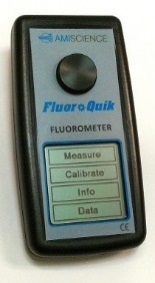 AMISCIENCE
Fluor Quik
FLUOROMETER
Measure
Calibrate
Info
Data
CE